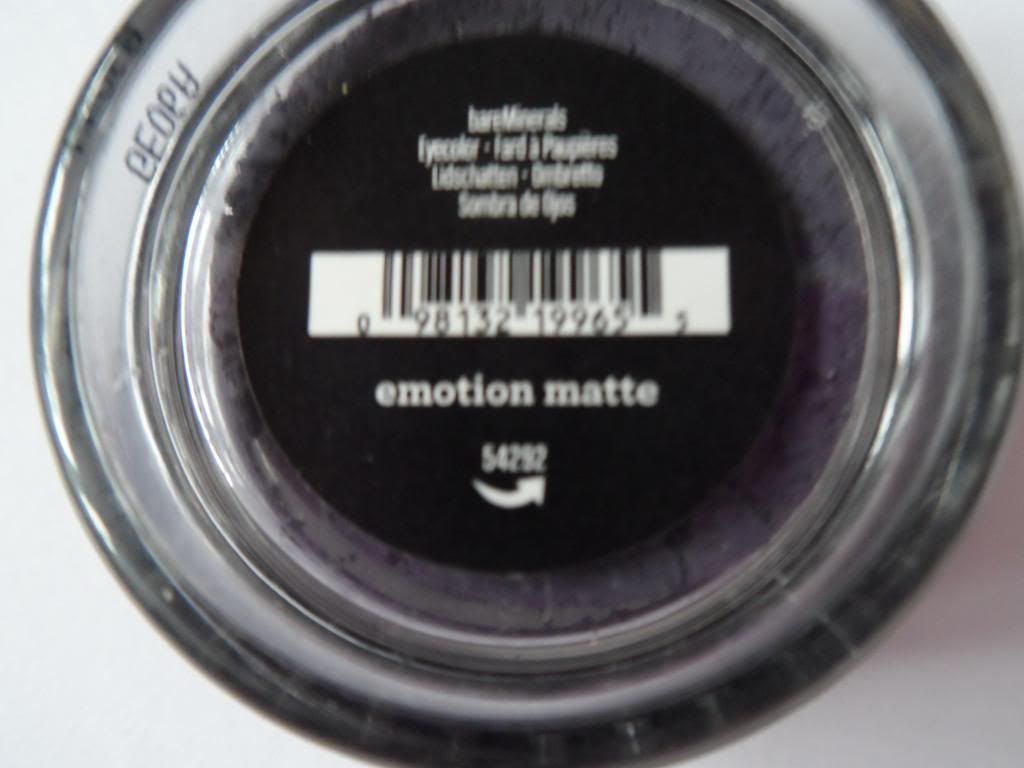 bareMinerals
Eyecolor · Fard à Paupières
Lidschatten · Ombretto
Sombra de Ojos
0 98132 19965 5
emotion matte
54292